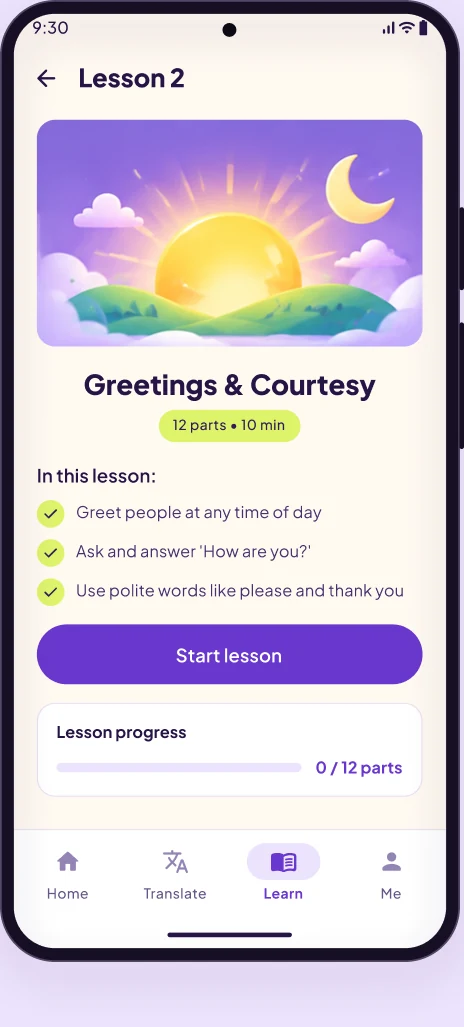 9:30
Lesson 2
Greetings & Courtesy
12 parts • 10 min
In this lesson:
Greet people at any time of day
Ask and answer 'How are you?'
Use polite words like please and thank you
Start lesson
Lesson progress
0 / 12 parts
Home
Translate
Learn
Me